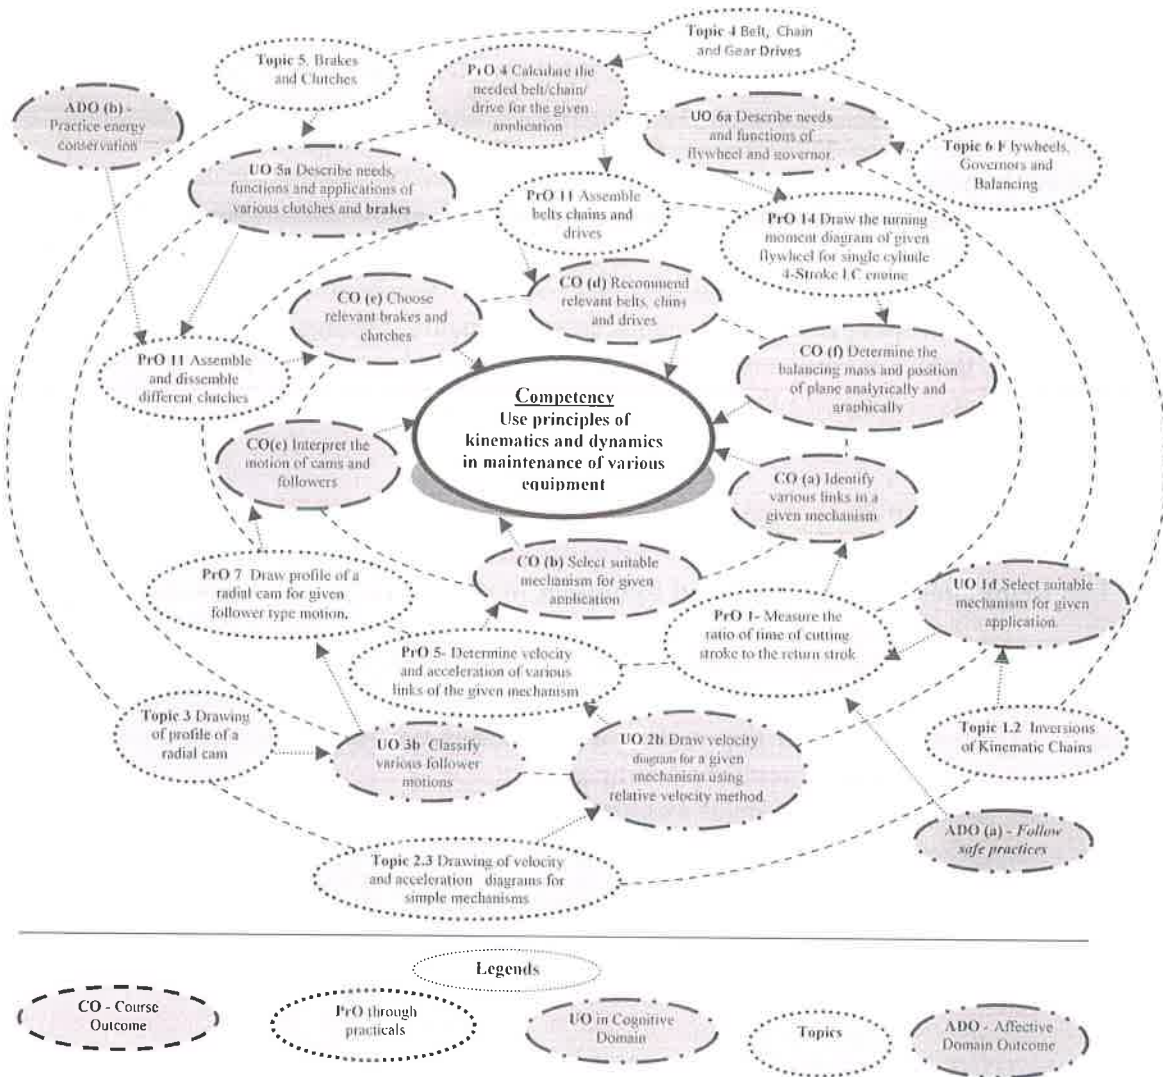 Topic 4 Belt, Chain
and Gear Drives
Topic 5. Brakes
and Clutches
PrO 4 Calculate the
needed belt/chain/
drive for the given
application
ADO (b) -
Practice energy
conservation
UO 6a Describe needs
and functions of
flywheel and governor.
Topic 6 F lywheels,
Governors and
Balancing
UO 5a Describe needs,
functions and applications of
various clutches and brakes
PrO 11 Assemble
belts chains and
drives
PrO 14 Draw the turning
moment diagram of given
flywheel for single cylinde
4-Stroke I.C engine
CO (e) Choose
relevant brakes and
clutches
CO (d) Recommend
relevant belts, chins
and drives
PrO 11 Assemble
and dissemble
different clutches
CO (f) Determine the
balancing mass and position
of plane analytically and
graphically
Competency
Use principles of
kinematics and dynamics
in maintenance of various
equipment
CO(c) Interpret the
motion of cams and
followers
CO (a) Identify
various links in a
given mechanism
CO (b) Select suitable
mechanism for given
application
PrO 7 Draw profile of a
radial cam for given
follower type motion.
UO 1d Select suitable
mechanism for given
application
PrO 1- Measure the
ratio of time of cutting
stroke to the return strok
PrO 5- Determine velocity
and acceleration of various
links of the given mechanism
Topic 3 Drawing
of profile of a
radial cam
UO 3b Classify
various follower
motions
UO 2b Draw velocity
diagram for a given
mechanism using
relative velocity method
Topic 1.2 Inversions
of Kinematic Chains
ADO (a) - Follow
safe practices
Topic 2.3 Drawing of velocity
and acceleration diagrams for
simple mechanisms
Legends
CO - Course
Outcome
PrO through
practicals
UO in Cognitive
Domain
Topics
ADO - Affective
Domain Outcome